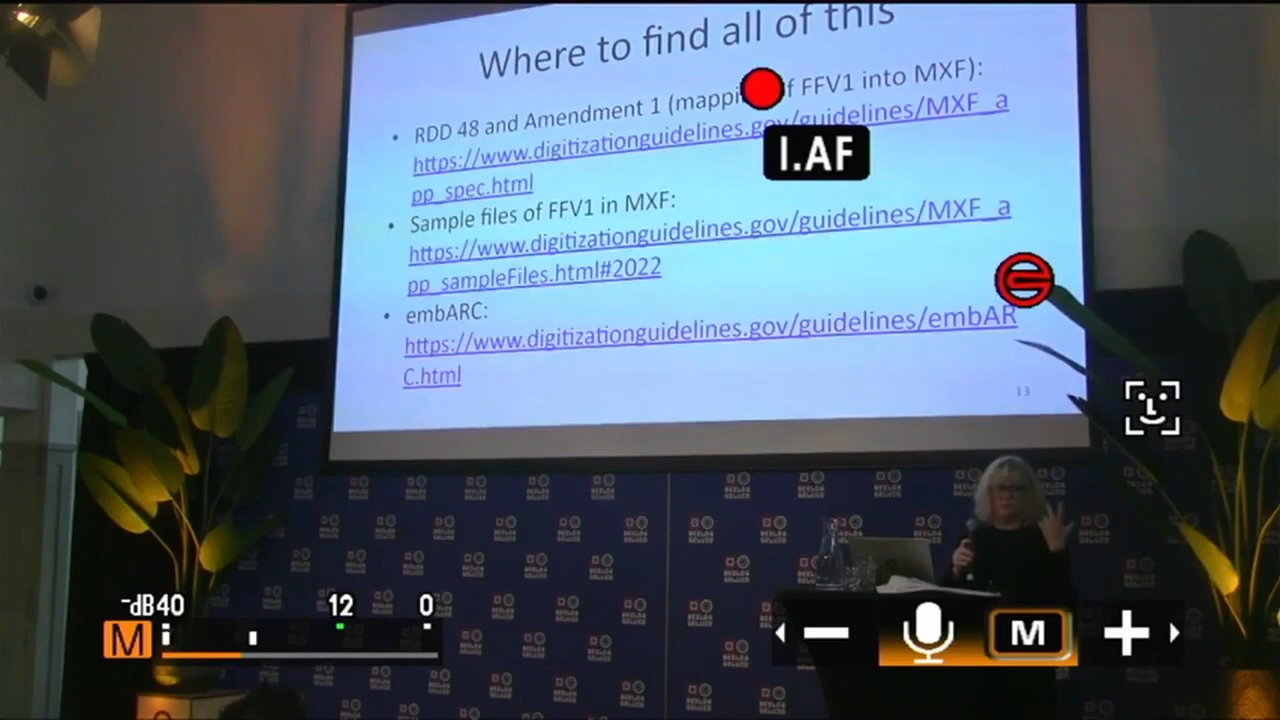 Where to find all of this
• RDD 48 and Amendment 1 (mappi f FFV1 into MXF):
https://www.digitizationguidelines.gov/guidelines/MXF_a
pp_spec.html
• Sample files of FFV1 in MXF:
https://www.digitizationguidelines.gov/guidelines/MXF_a
pp_sampleFiles.html#2022
• embARC:
https://www.digitizationguidelines.gov/guidelines/embAR
C.html
13
I.AF
-dB40 12 0
M
M
BEELD&
GELUID